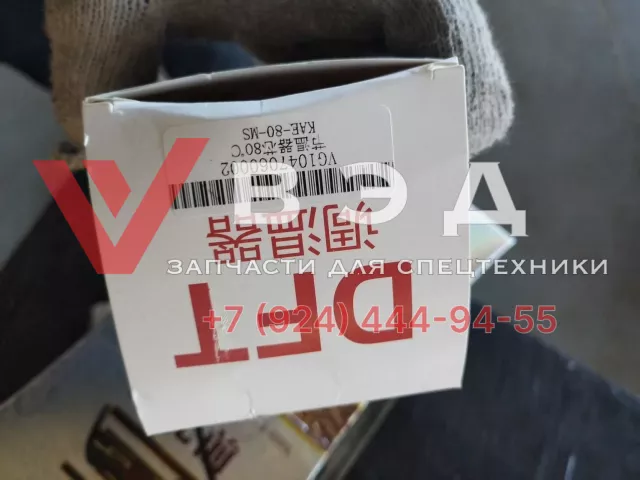 DFT
调温器
VG1047060002
节温器芯80℃
KAE-80-MS
ВЭД
ЗАПЧАСТИ ДЛЯ СПЕЦТЕХНИКИ
+7 (924) 444-94-55